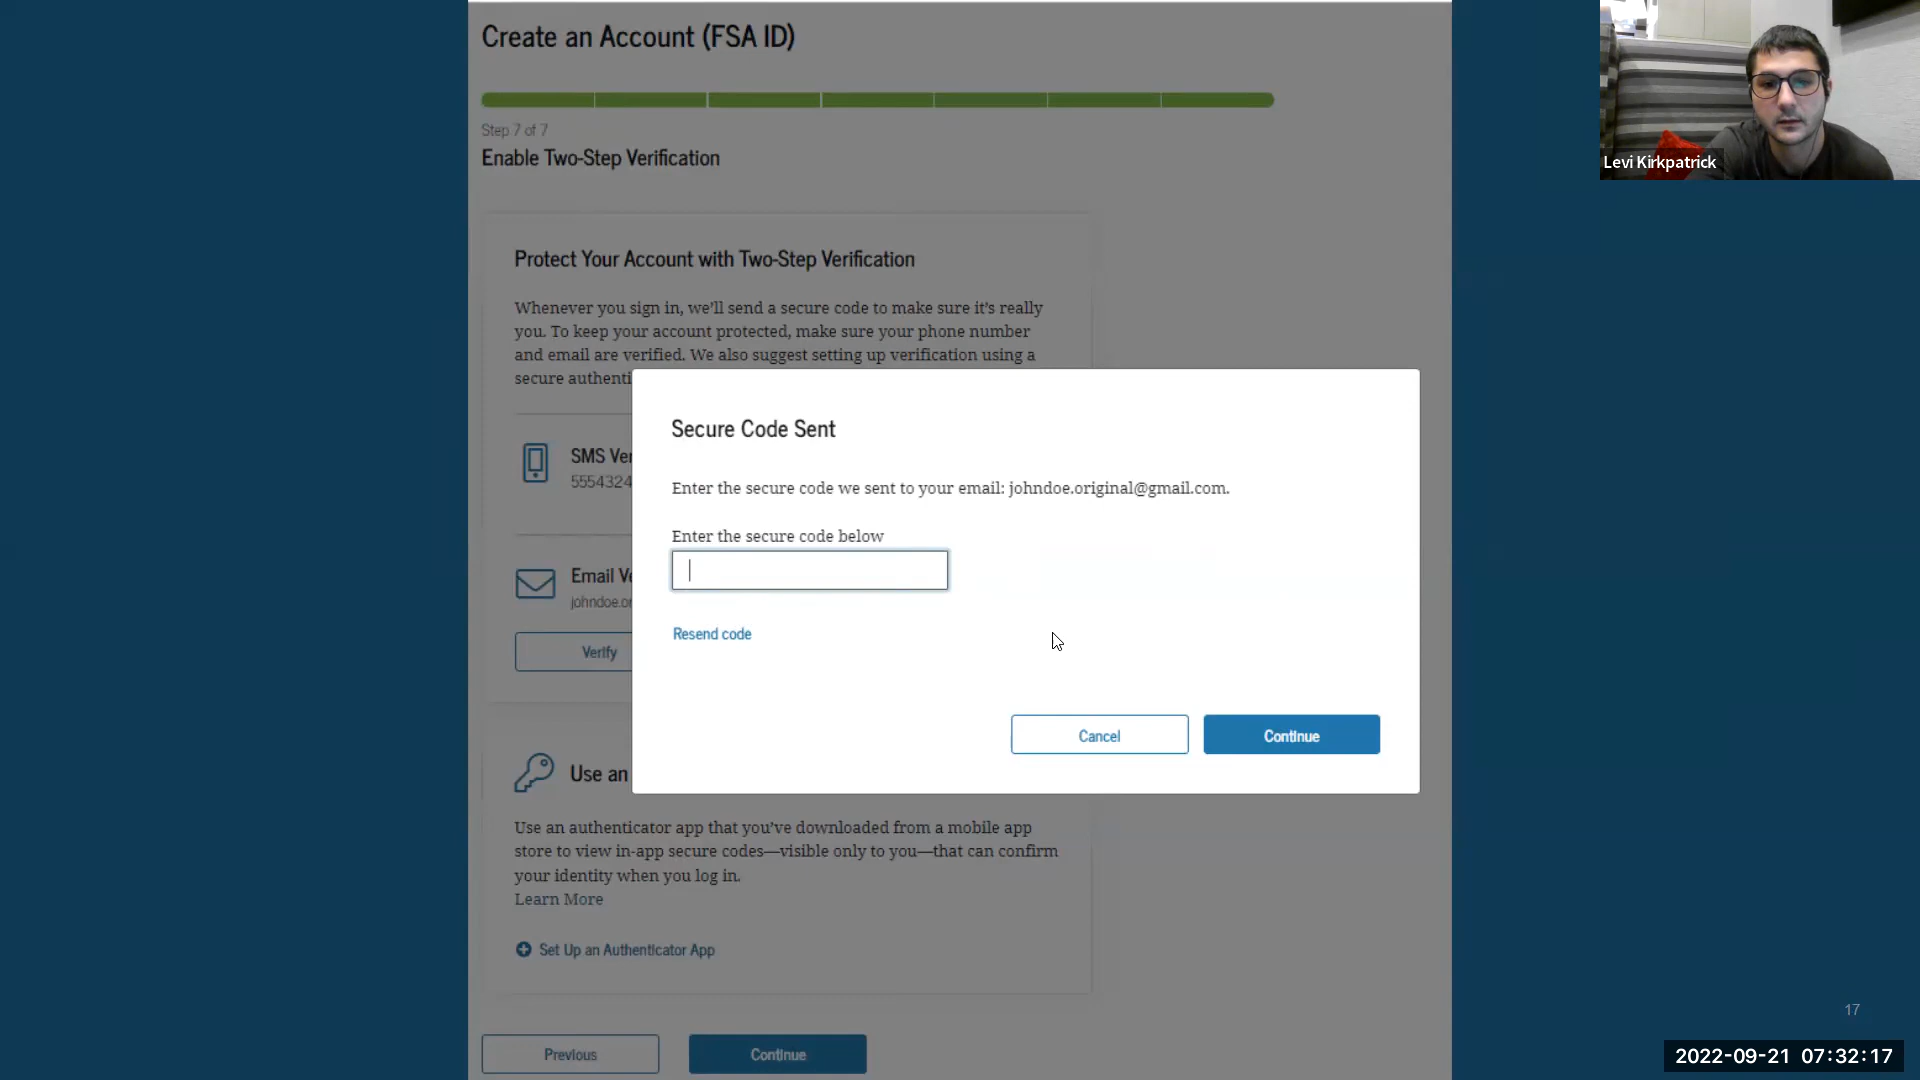 Create an Account (FSA ID)
Step 7 of 7
Enable Two-Step Verification
Protect Your Account with Two-Step Verification
Whenever you sign in, we'll send a secure code to make sure it's really
you. To keep your account protected, make sure your phone number
and email are verified. We also suggest setting up verification using a
secure authenti
SMS Ver
5554324
Email Ve
johndoe.or
Verify
Use an
Use an authenticator app that you've downloaded from a mobile app
store to view in-app secure codes—visible only to you—that can confirm
your identity when you log in.
Learn More
Set Up an Authenticator App
Previous
Continue
Secure Code Sent
Enter the secure code we sent to your email: johndoe.original@gmail.com.
Enter the secure code below
Resend code
Cancel
Continue
Levi Kirkpatrick
17
2022-09-21 07:32:17